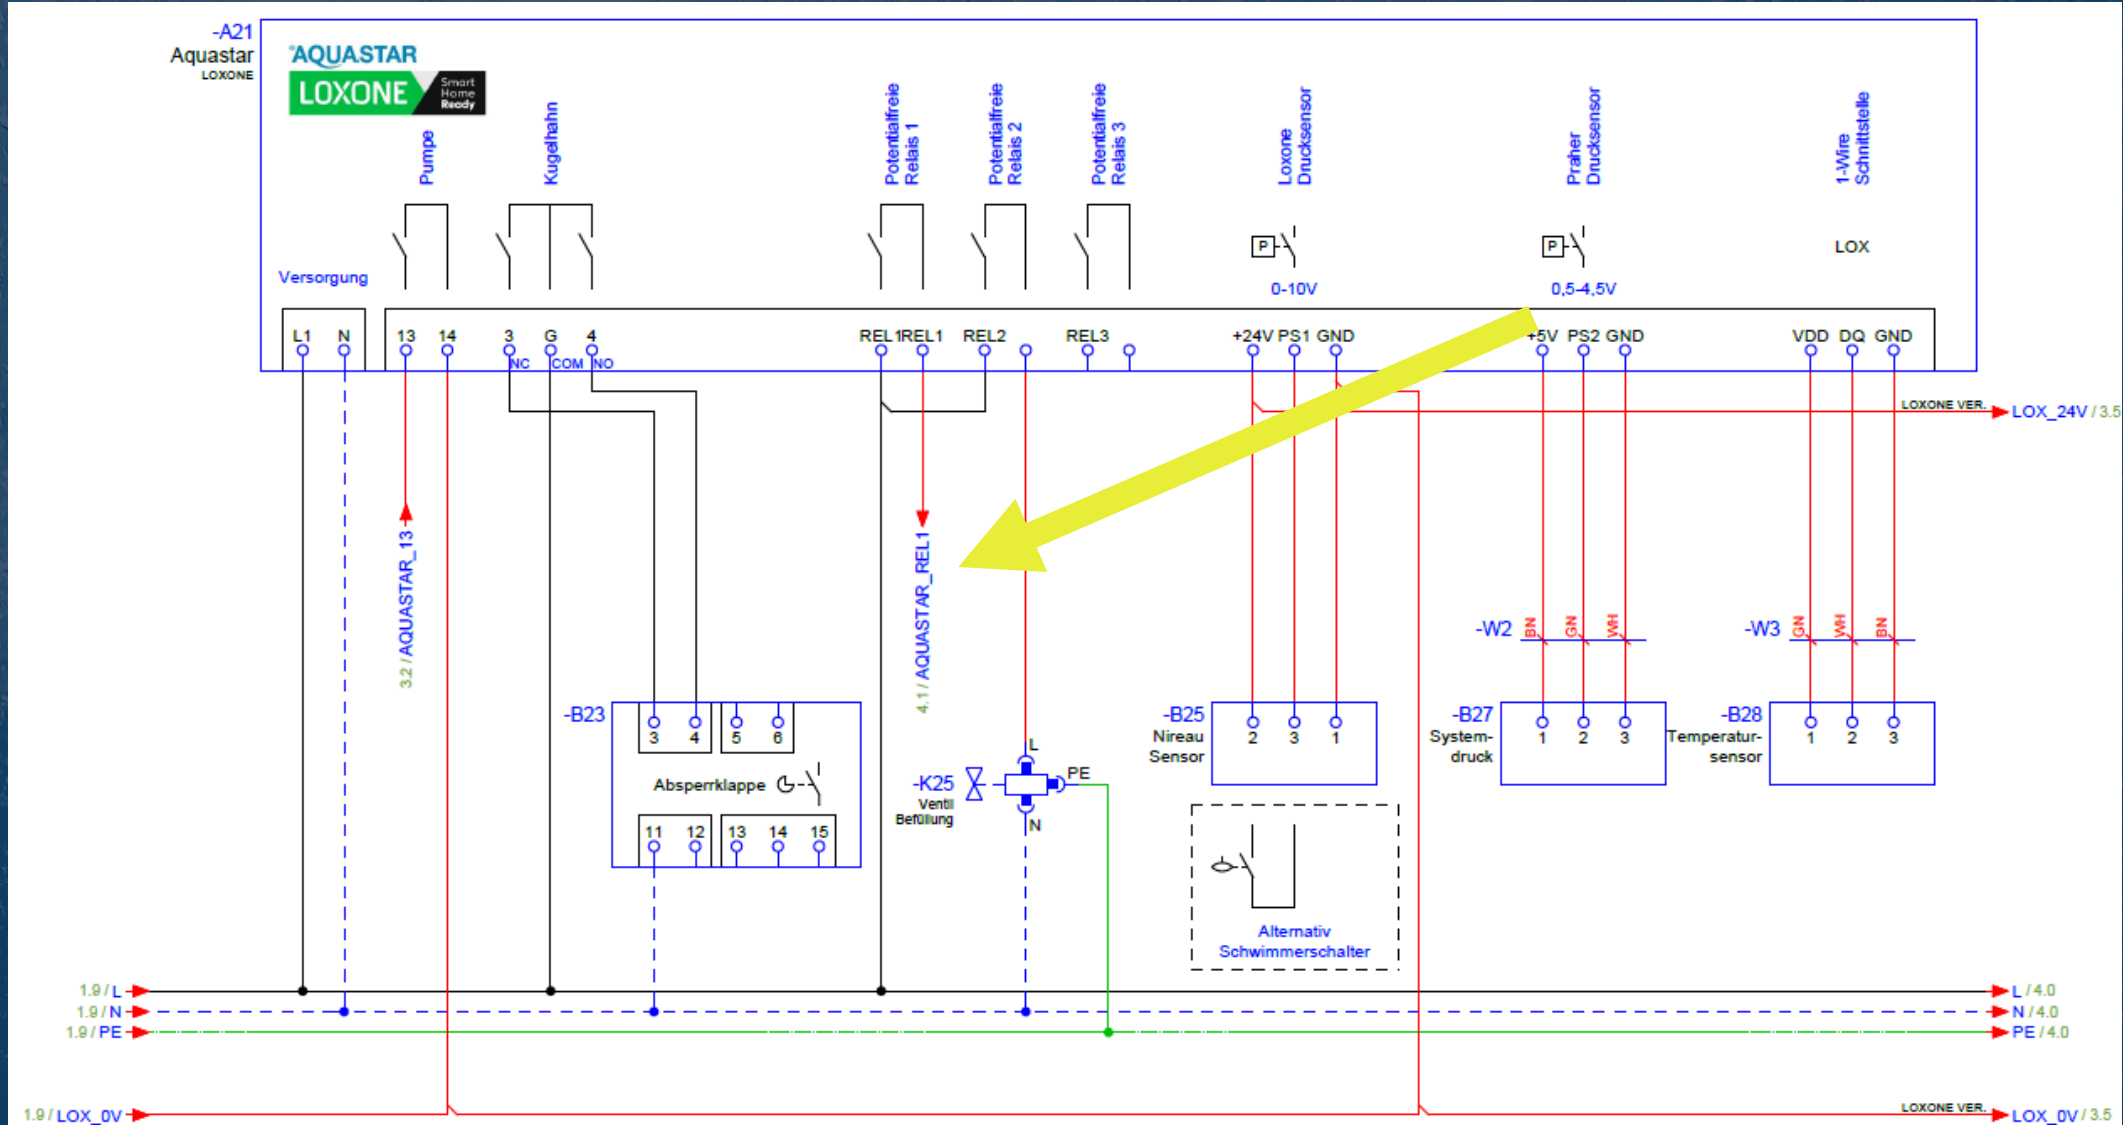 -A21
Aquastar
LOXONE
AQUASTAR
LOXONE
Smart
Home
Ready
Pumpe
Kugelhahn
Potentialfreie
Relais 1
Potentialfreie
Relais 2
Potentialfreie
Relais 3
Loxone
Drucksensor
Praher
Drucksensor
1-Wire
Schnittstelle
P
P
LOX
Versorgung
0-10V
0,5-4,5V
L1 N 13 14 3 G 4 REL1 REL1 REL2 REL3 +24V PS1 GND +5V PS2 GND VDD DQ GND
NC COM NO
LOXONE VER. LOX_24V / 3.5
3.2 / AQUASTAR_13
4.1 / AQUASTAR_REL1
-W2 BN GN WH
-W3 GN WH BN
-B23
3 4 5 6
Absperrklappe
11 12 13 14 15
L
-K25
Ventil
Befüllung
PE
N
-B25
Nireau
Sensor
2 3 1
-B27
System-
druck
1 2 3
-B28
Temperatur-
sensor
1 2 3
Alternativ
Schwimmerschalter
1.9 / L L / 4.0
1.9 / N N / 4.0
1.9 / PE PE / 4.0
1.9 / LOX_0V LOXONE VER. LOX_0V / 3.5